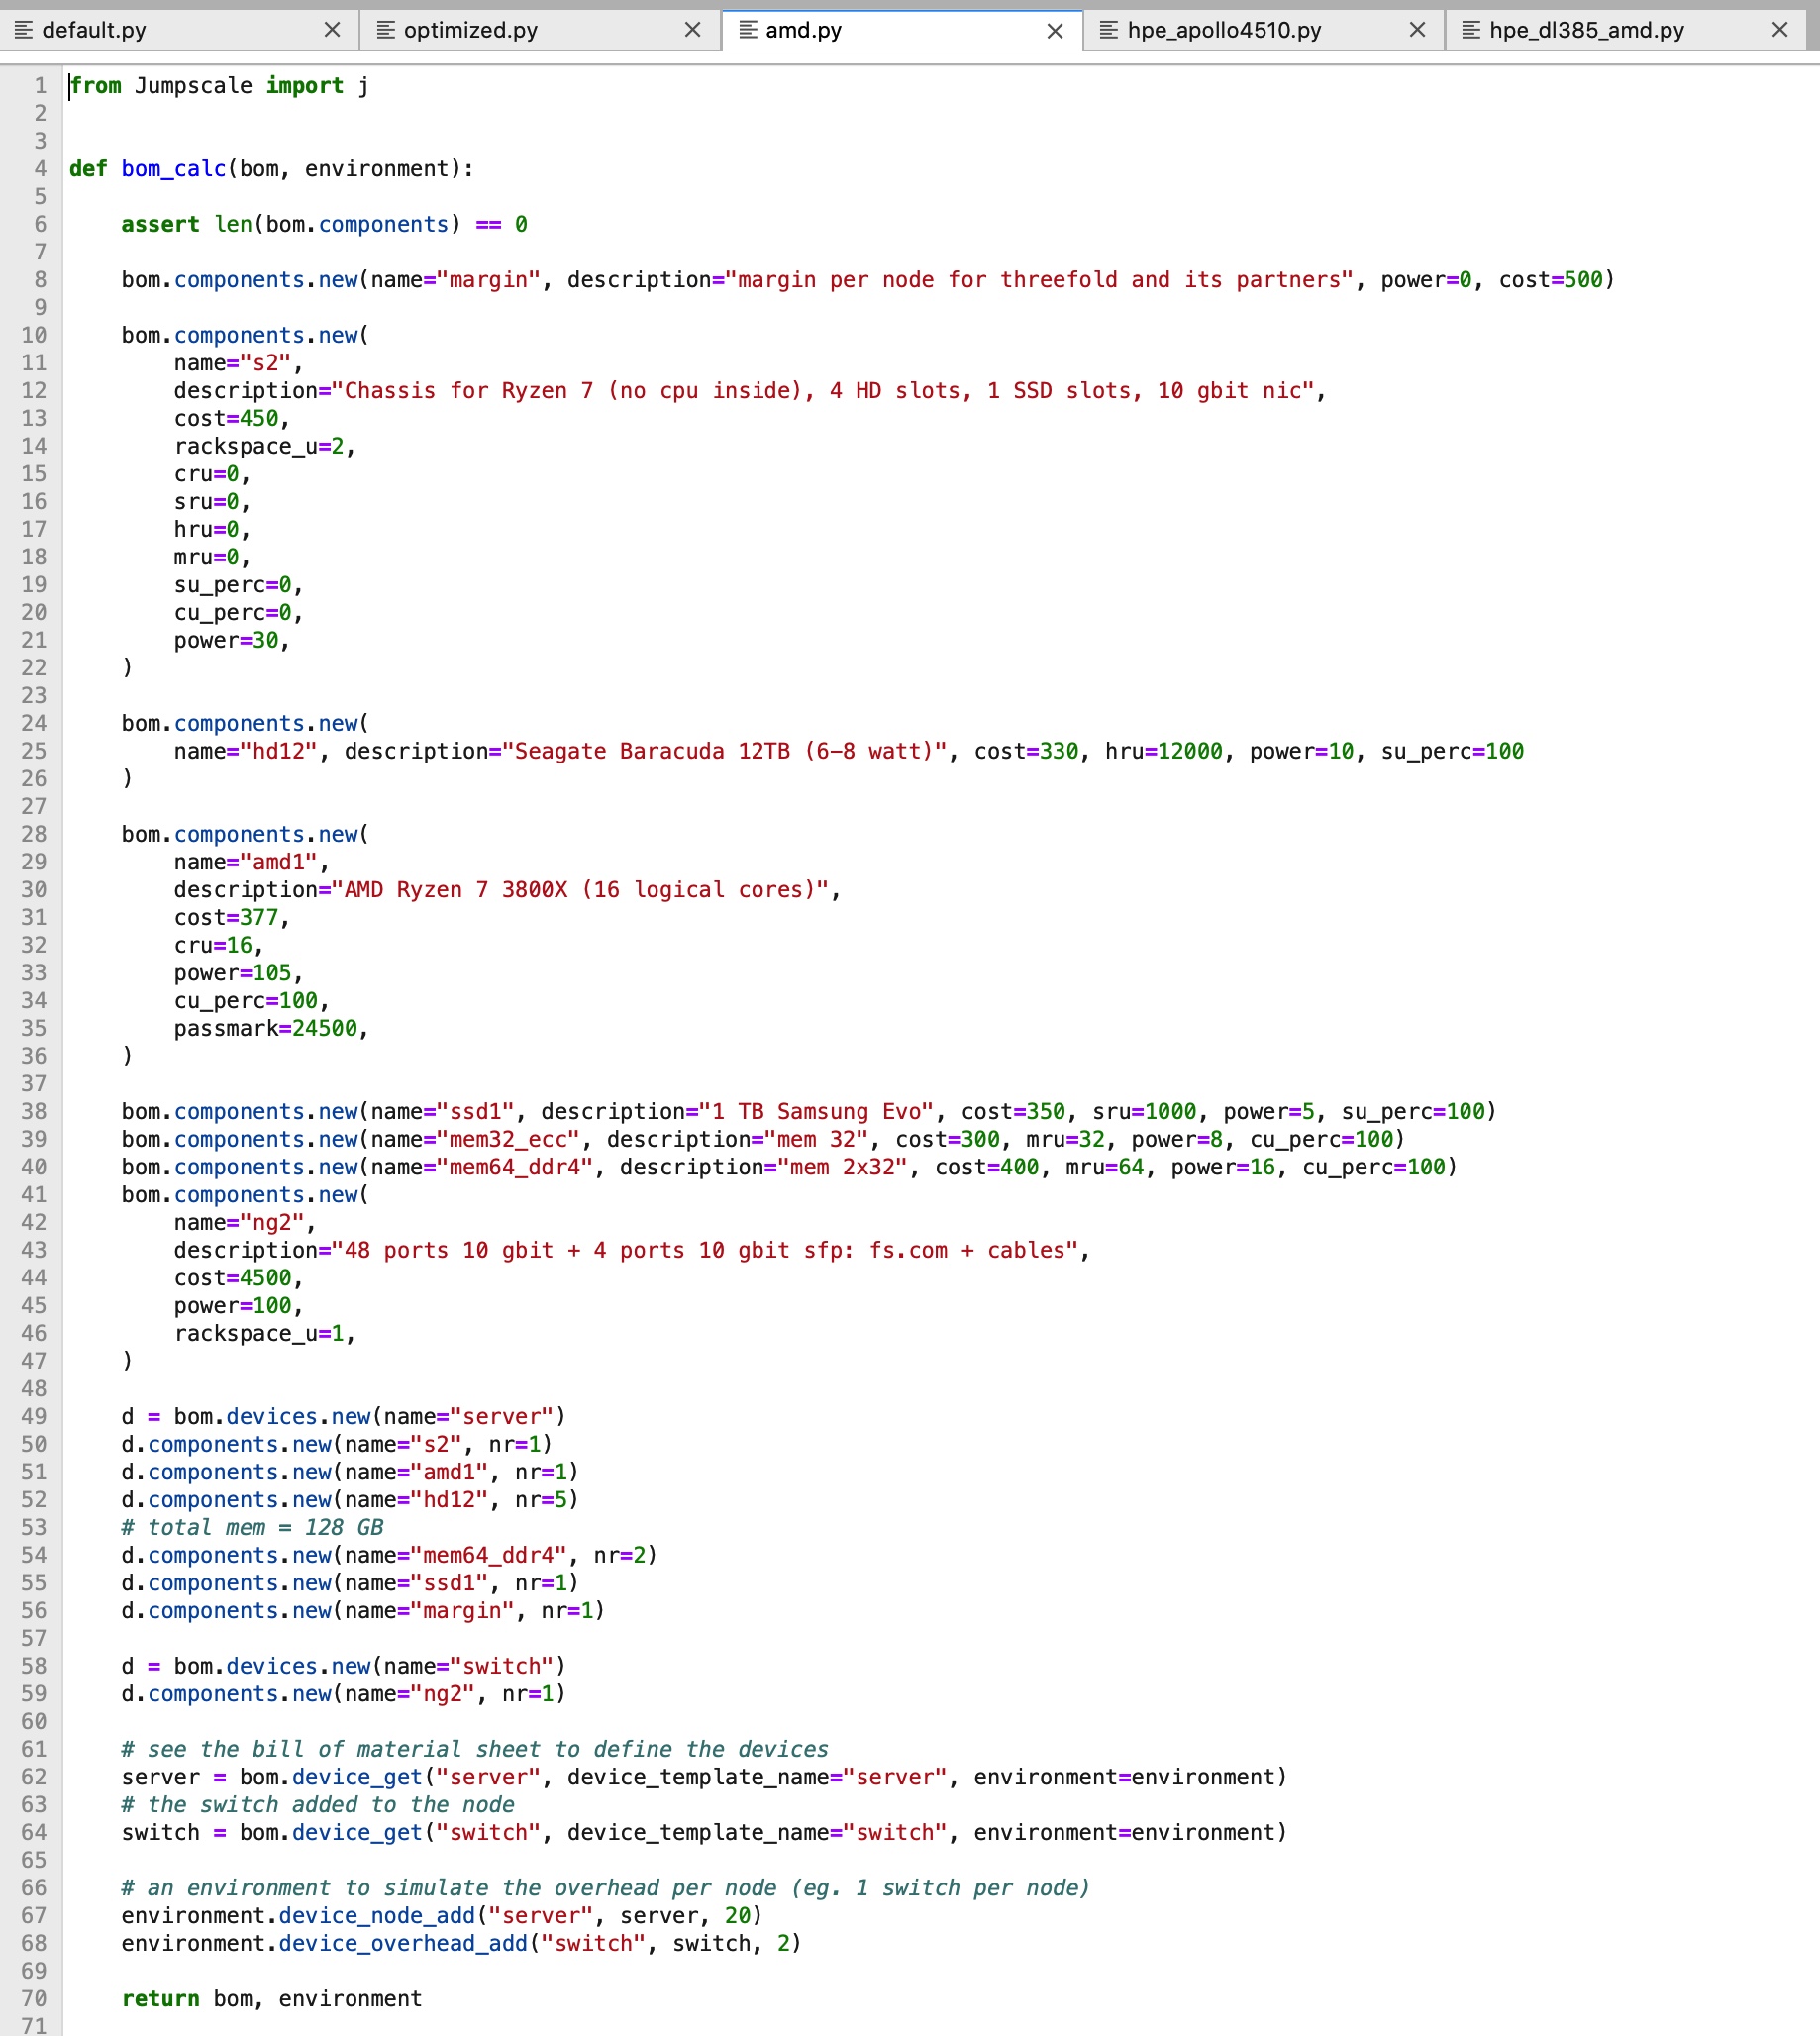 default.py
optimized.py
amd.py
hpe_apollo4510.py
hpe_dl385_amd.py
1 from Jumpscale import j
2
3
4 def bom_calc(bom, environment):
5
6     assert len(bom.components) == 0
7
8     bom.components.new(name="margin", description="margin per node for threefold and its partners", power=0, cost=500)
9
10     bom.components.new(
11         name="s2",
12         description="Chassis for Ryzen 7 (no cpu inside), 4 HD slots, 1 SSD slots, 10 gbit nic",
13         cost=450,
14         rackspace_u=2,
15         cru=0,
16         sru=0,
17         hru=0,
18         mru=0,
19         su_perc=0,
20         cu_perc=0,
21         power=30,
22     )
23
24     bom.components.new(
25         name="hd12", description="Seagate Baracuda 12TB (6-8 watt)", cost=330, hru=12000, power=10, su_perc=100
26     )
27
28     bom.components.new(
29         name="amd1",
30         description="AMD Ryzen 7 3800X (16 logical cores)",
31         cost=377,
32         cru=16,
33         power=105,
34         cu_perc=100,
35         passmark=24500,
36     )
37
38     bom.components.new(name="ssd1", description="1 TB Samsung Evo", cost=350, sru=1000, power=5, su_perc=100)
39     bom.components.new(name="mem32_ecc", description="mem 32", cost=300, mru=32, power=8, cu_perc=100)
40     bom.components.new(name="mem64_ddr4", description="mem 2x32", cost=400, mru=64, power=16, cu_perc=100)
41     bom.components.new(
42         name="ng2",
43         description="48 ports 10 gbit + 4 ports 10 gbit sfp: fs.com + cables",
44         cost=4500,
45         power=100,
46         rackspace_u=1,
47     )
48
49     d = bom.devices.new(name="server")
50     d.components.new(name="s2", nr=1)
51     d.components.new(name="amd1", nr=1)
52     d.components.new(name="hd12", nr=5)
53     # total mem = 128 GB
54     d.components.new(name="mem64_ddr4", nr=2)
55     d.components.new(name="ssd1", nr=1)
56     d.components.new(name="margin", nr=1)
57
58     d = bom.devices.new(name="switch")
59     d.components.new(name="ng2", nr=1)
60
61     # see the bill of material sheet to define the devices
62     server = bom.device_get("server", device_template_name="server", environment=environment)
63     # the switch added to the node
64     switch = bom.device_get("switch", device_template_name="switch", environment=environment)
65
66     # an environment to simulate the overhead per node (eg. 1 switch per node)
67     environment.device_node_add("server", server, 20)
68     environment.device_overhead_add("switch", switch, 2)
69
70     return bom, environment
71